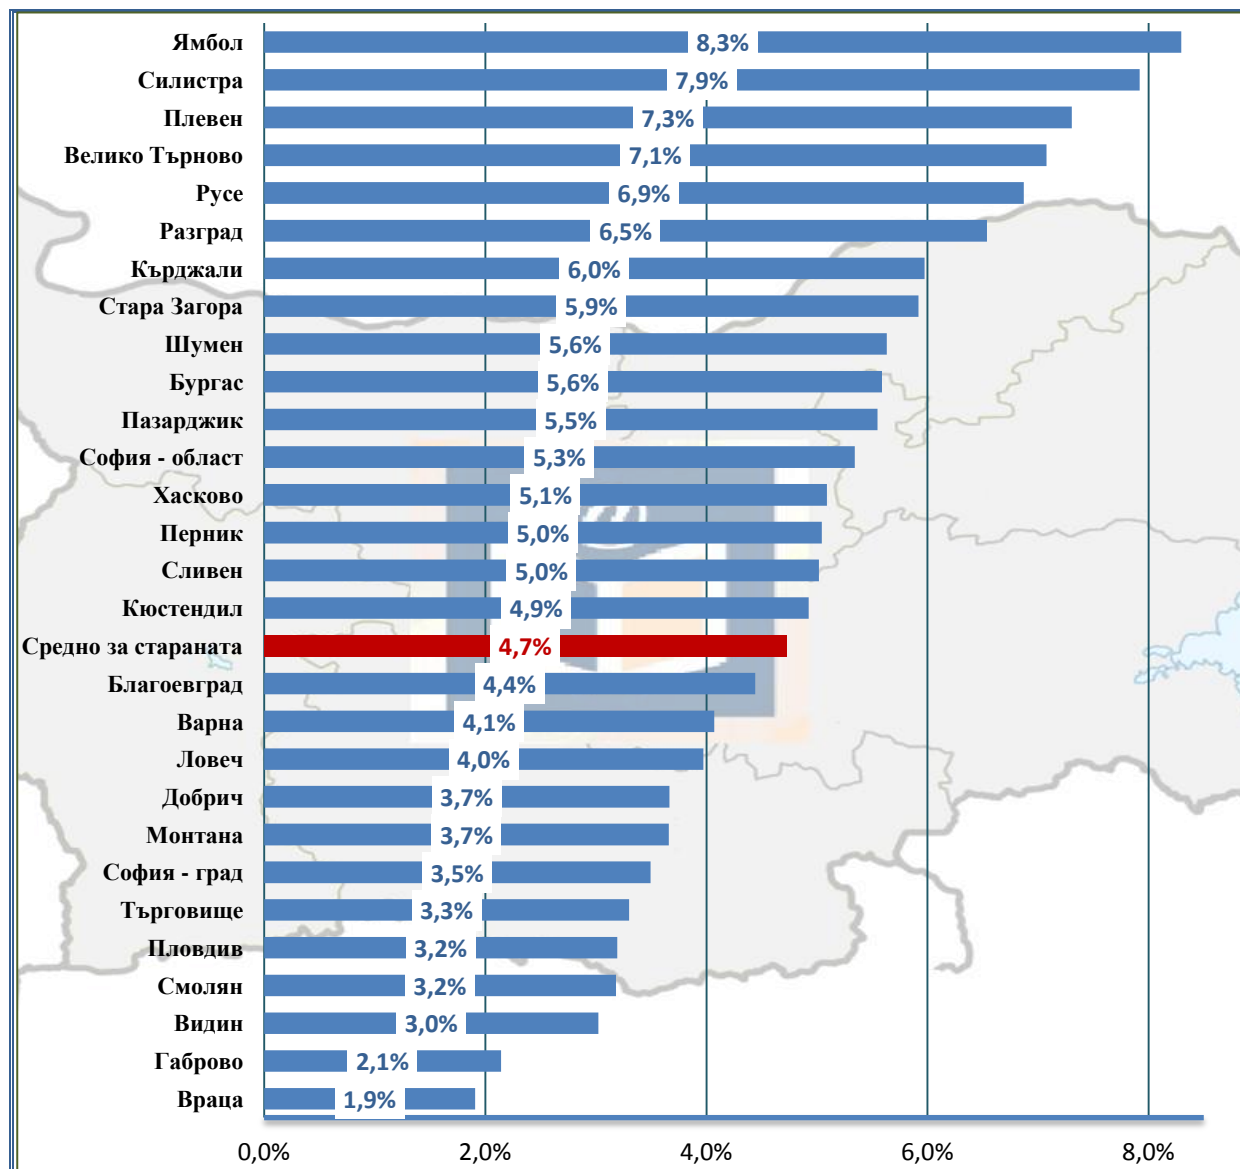 Ямбол 8,3%
Силистра 7,9%
Плевен 7,3%
Велико Търново 7,1%
Русе 6,9%
Разград 6,5%
Кърджали 6,0%
Стара Загора 5,9%
Шумен 5,6%
Бургас 5,6%
Пазарджик 5,5%
София - област 5,3%
Хасково 5,1%
Перник 5,0%
Сливен 5,0%
Кюстендил 4,9%
Средно за стараната 4,7%
Благоевград 4,4%
Варна 4,1%
Ловеч 4,0%
Добрич 3,7%
Монтана 3,7%
София - град 3,5%
Търговище 3,3%
Пловдив 3,2%
Смолян 3,2%
Видин 3,0%
Габрово 2,1%
Враца 1,9%
0,0% 2,0% 4,0% 6,0% 8,0%